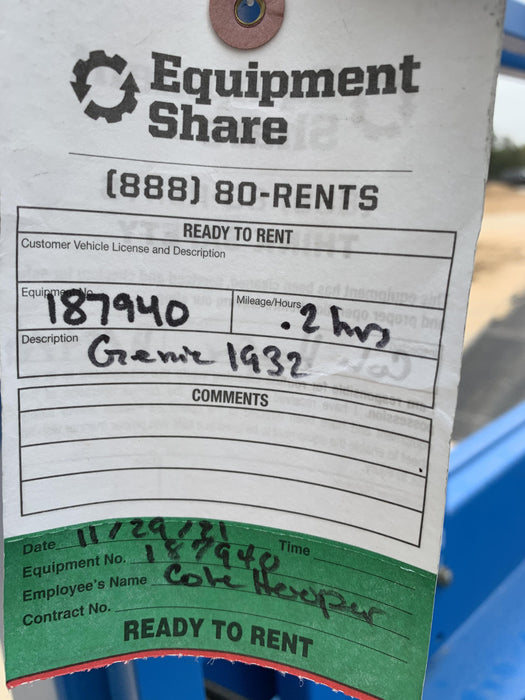 Equipment
Share
(888) 80-RENTS
READY TO RENT
Customer Vehicle License and Description
Equipment No. 187940 Mileage/Hours .2 hrs
Description Genie 1932
COMMENTS
Date 11/29/21 Time
Equipment No. 187940
Employee's Name Cole Hooper
Contract No.
READY TO RENT